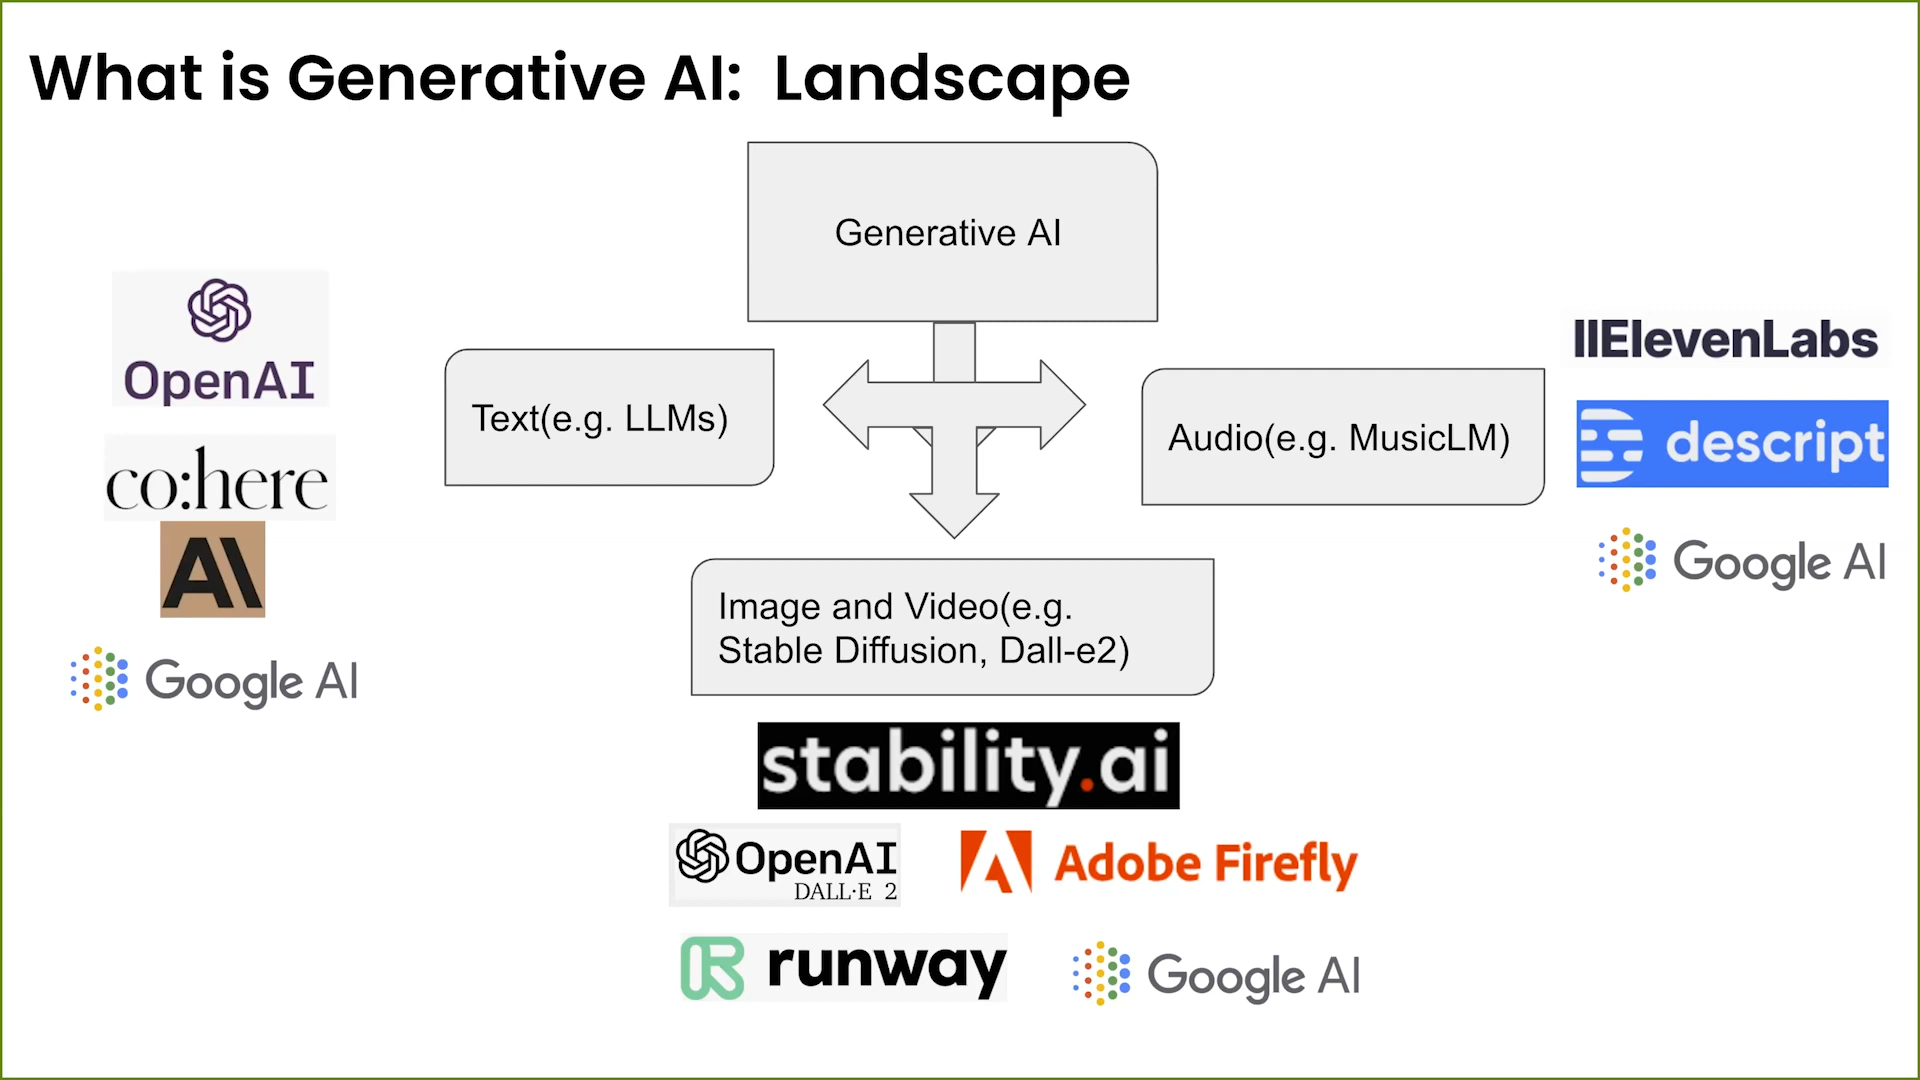 What is Generative AI: Landscape
Generative AI
Text(e.g. LLMs)
Audio(e.g. MusicLM)
Image and Video(e.g.
Stable Diffusion, Dall-e2)
OpenAI
co:here
AI
Google AI
IIElevenLabs
descript
Google AI
stability.ai
OpenAI
DALL·E 2
Adobe Firefly
runway
Google AI